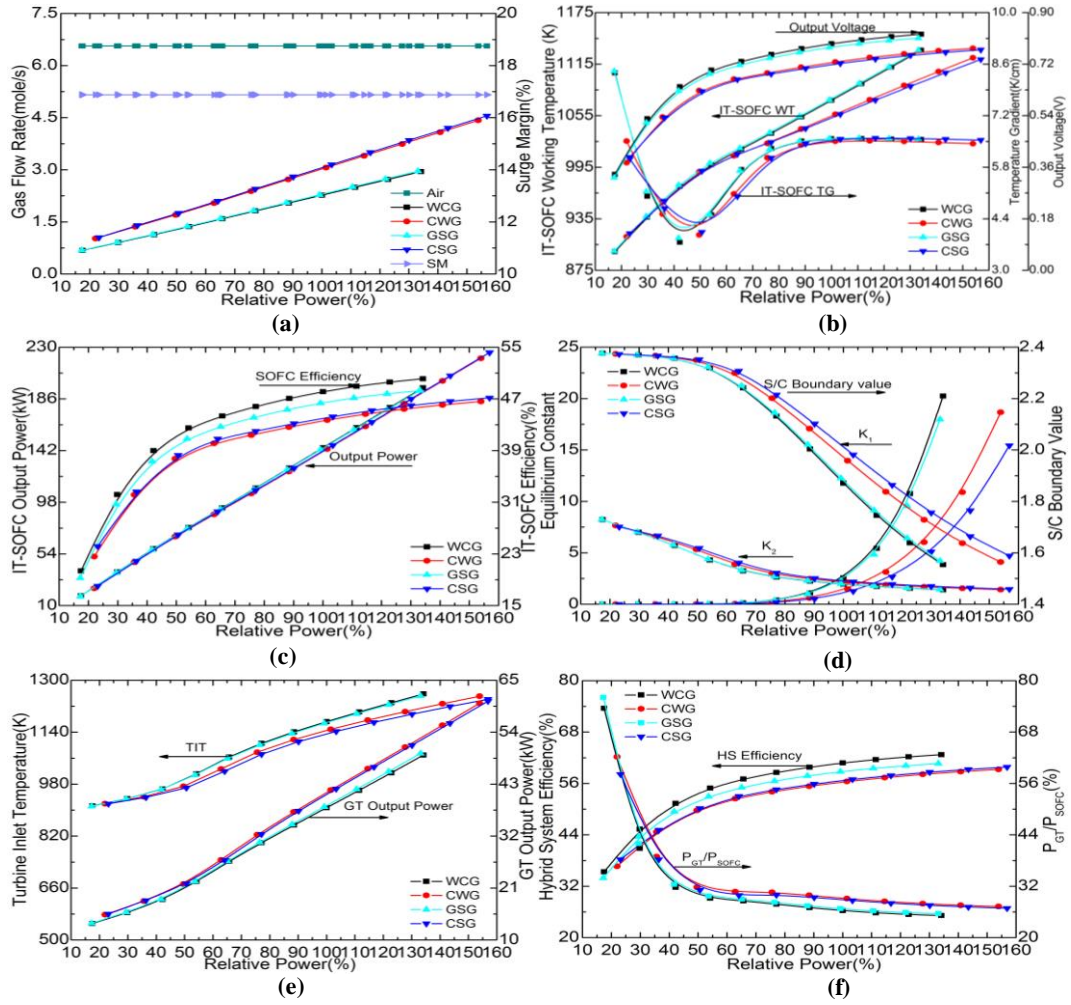 Gas Flow Rate(mole/s)
7.5
6.0
4.5
3.0
1.5
0.0
20
18
16
14
12
10
Surge Margin(%)
Air
WCG
CWG
GSG
CSG
SM
10 20 30 40 50 60 70 80 90 100 110 120 130 140 150 160
Relative Power(%)
(a)
IT-SOFC Working Temperature (K)
1175
1115
1055
995
935
875
10.0
8.6
7.2
5.8
4.4
3.0
Temperature Gradient(K/cm)
0.90
0.72
0.54
0.36
0.18
0.00
Output Voltage(V)
Output Voltage
IT-SOFC WT
IT-SOFC TG
WCG
CWG
GSG
CSG
10 20 30 40 50 60 70 80 90 100 110 120 130 140 150 160
Relative Power(%)
(b)
IT-SOFC Output Power(kW)
230
186
142
98
54
10
55
47
39
31
23
15
IT-SOFC Efficiency(%)
SOFC Efficiency
Output Power
WCG
CWG
GSG
CSG
10 20 30 40 50 60 70 80 90 100 110 120 130 140 150 160
Relative Power(%)
(c)
Equilibrium Constant
25
20
15
10
5
0
2.4
2.2
2.0
1.8
1.6
1.4
S/C Boundary Value
WCG
CWG
GSG
CSG
S/C Boundary value
K1
K2
10 20 30 40 50 60 70 80 90 100 110 120 130 140 150 160
Relative Power(%)
(d)
Turbine Inlet Temperature(K)
1300
1140
980
820
660
500
65
54
43
32
21
10
GT Output Power(kW)
TIT
GT Output Power
WCG
CWG
GSG
CSG
10 20 30 40 50 60 70 80 90 100 110 120 130 140 150 160
Relative Power(%)
(e)
Hybrid System Efficiency(%)
80
68
56
44
32
20
80
68
56
44
32
20
PGT/PSOFC(%)
WCG
CWG
GSG
CSG
HS Efficiency
PGT/PSOFC
10 20 30 40 50 60 70 80 90 100 110 120 130 140 150 160
Relative Power(%)
(f)